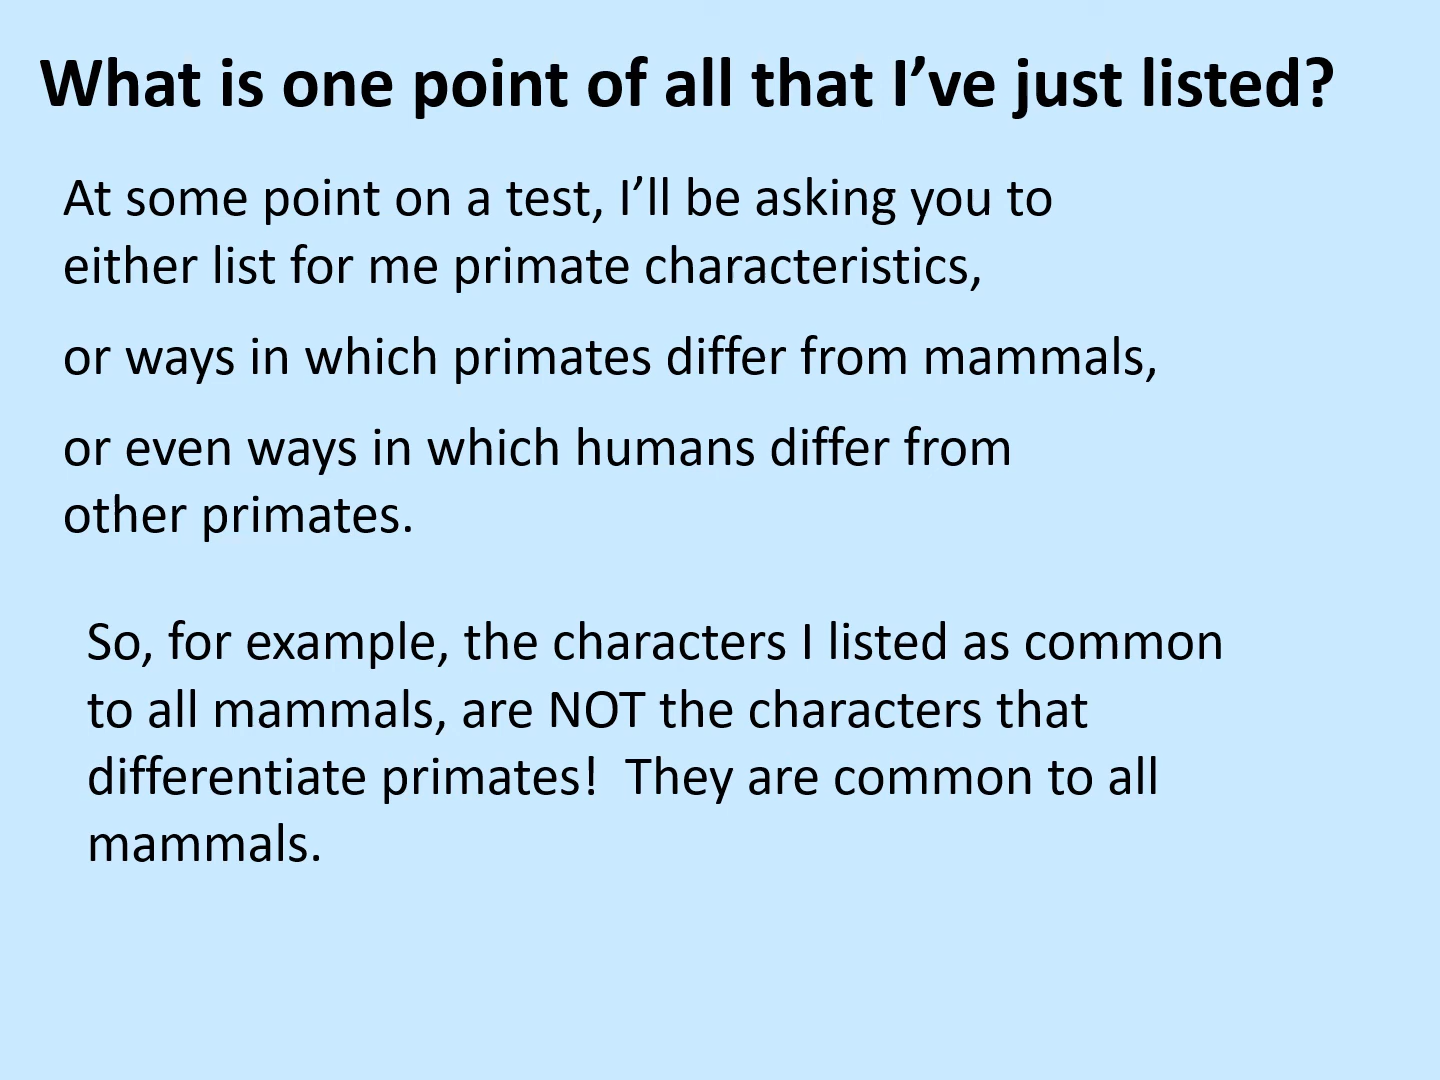 What is one point of all that I’ve just listed?
At some point on a test, I’ll be asking you to
either list for me primate characteristics,
or ways in which primates differ from mammals,
or even ways in which humans differ from
other primates.
So, for example, the characters I listed as common
to all mammals, are NOT the characters that
differentiate primates!  They are common to all
mammals.